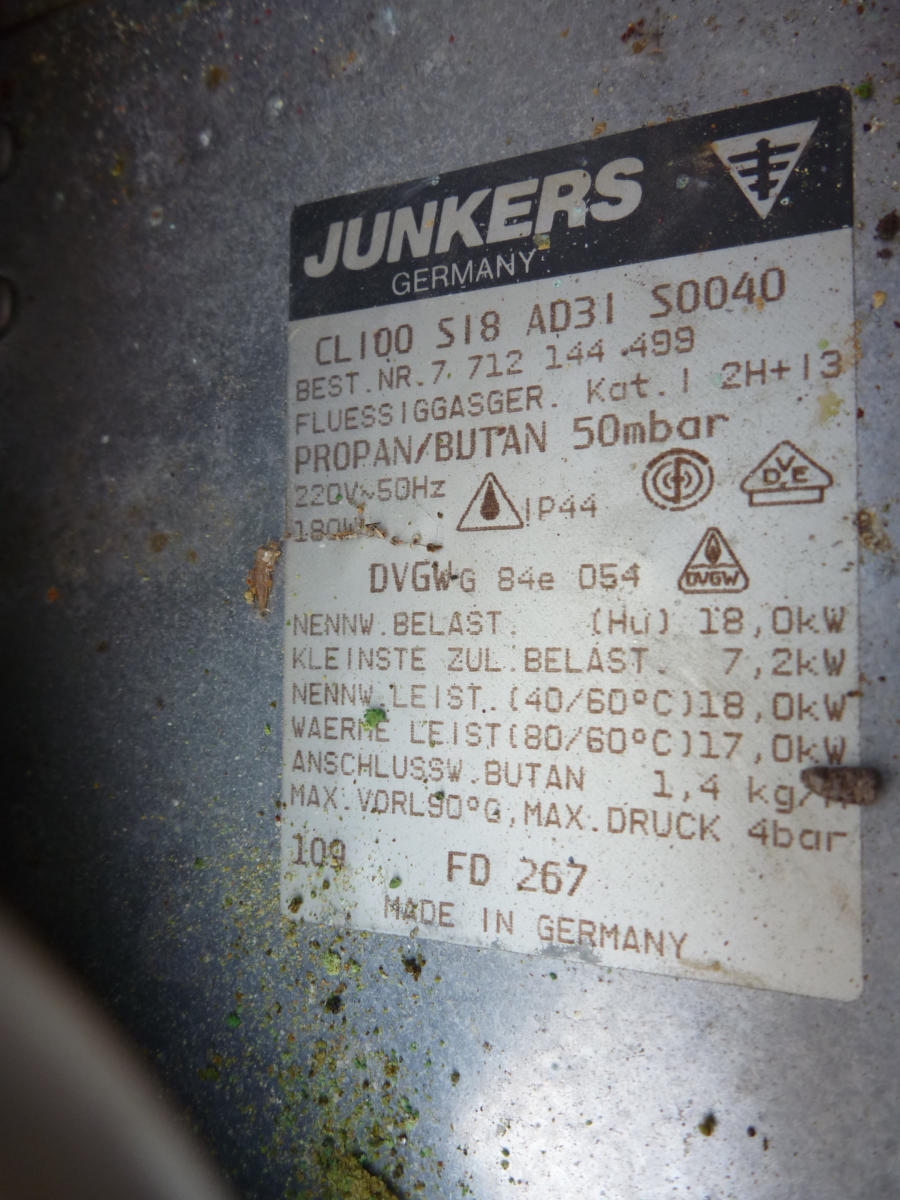 JUNKERS
GERMANY
CL100 S18 AD31 S0040
BEST.NR.7 712 144 499
FLUESSIGGASGER. Kat.I 2H+I3
PROPAN/BUTAN 50mbar
220V~50Hz
180W IP44
DVE
DVGW-G 84e 054
DVGW
NENNW.BELAST. (Hu) 18,0kW
KLEINSTE ZUL.BELAST. 7,2kW
NENNW.LEIST.(40/60°C)18,0kW
WAERME LEIST(80/60°C)17,0kW
ANSCHLUSSW.BUTAN 1,4 kg/h
MAX.VORL90°G,MAX.DRUCK 4bar
109 FD 267
MADE IN GERMANY